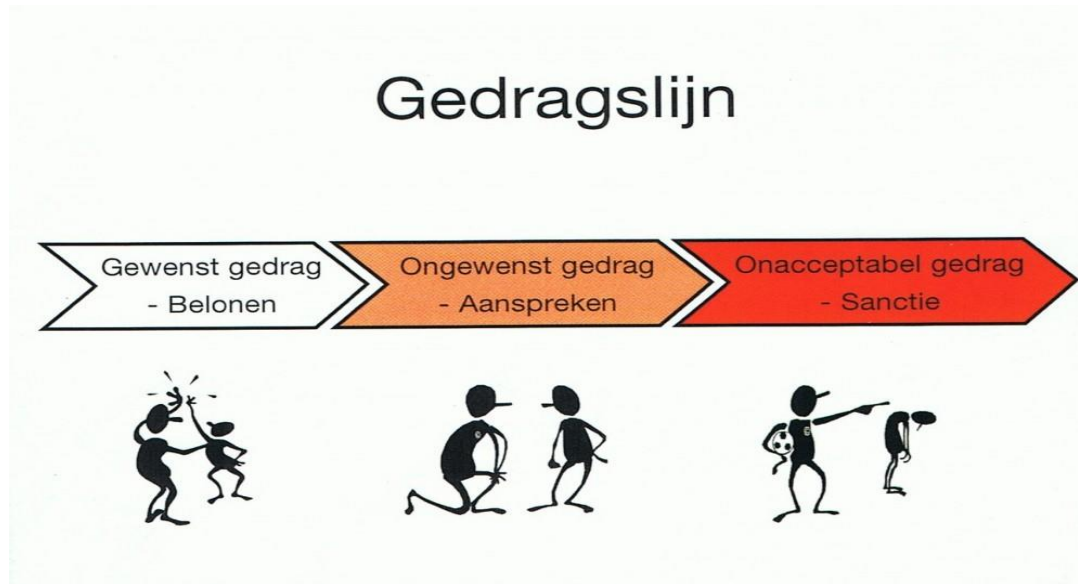 Gedragslijn
Gewenst gedrag
- Belonen
Ongewenst gedrag
- Aanspreken
Onacceptabel gedrag
- Sanctie